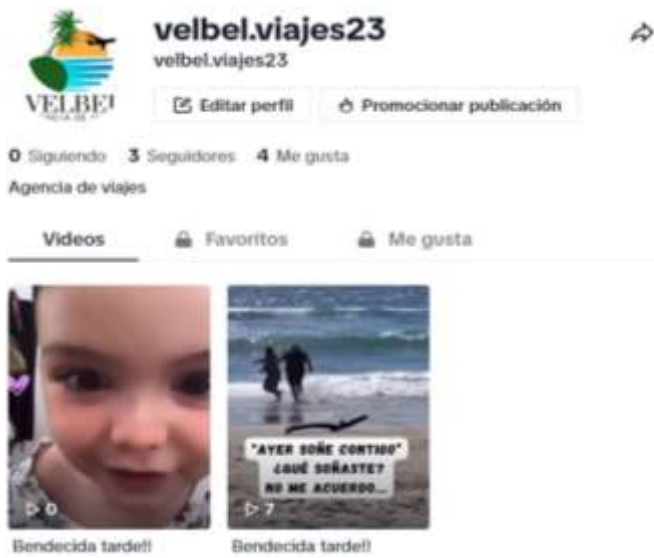 velbel.viajes23
velbel.viajes23
VELBEL
Editar perfil
Promocionar publicación
0 Siguiendo 3 Seguidores 4 Me gusta
Agencia de viajes
Videos Favoritos Me gusta
"AYER SOÑE CONTIGO"
¿QUÉ SOÑASTE?
NO ME ACUERDO...
0
7
Bendecida tarde!!
Bendecida tarde!!